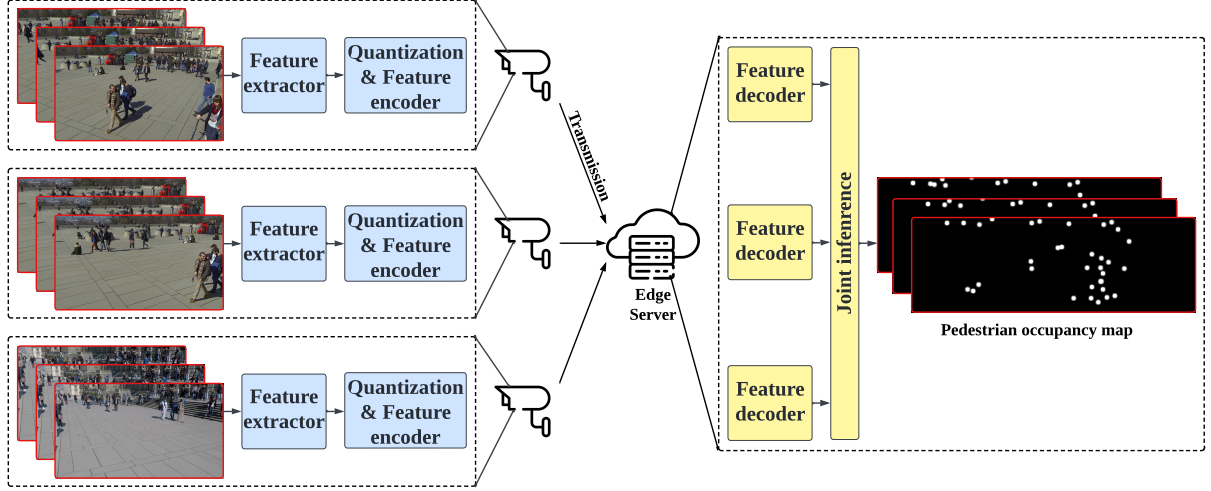 Feature
extractor
Quantization
& Feature
encoder
Transmission
Feature
extractor
Quantization
& Feature
encoder
Feature
extractor
Quantization
& Feature
encoder
Edge
Server
Feature
decoder
Feature
decoder
Feature
decoder
Joint infenrence
Pedestrian occupancy map